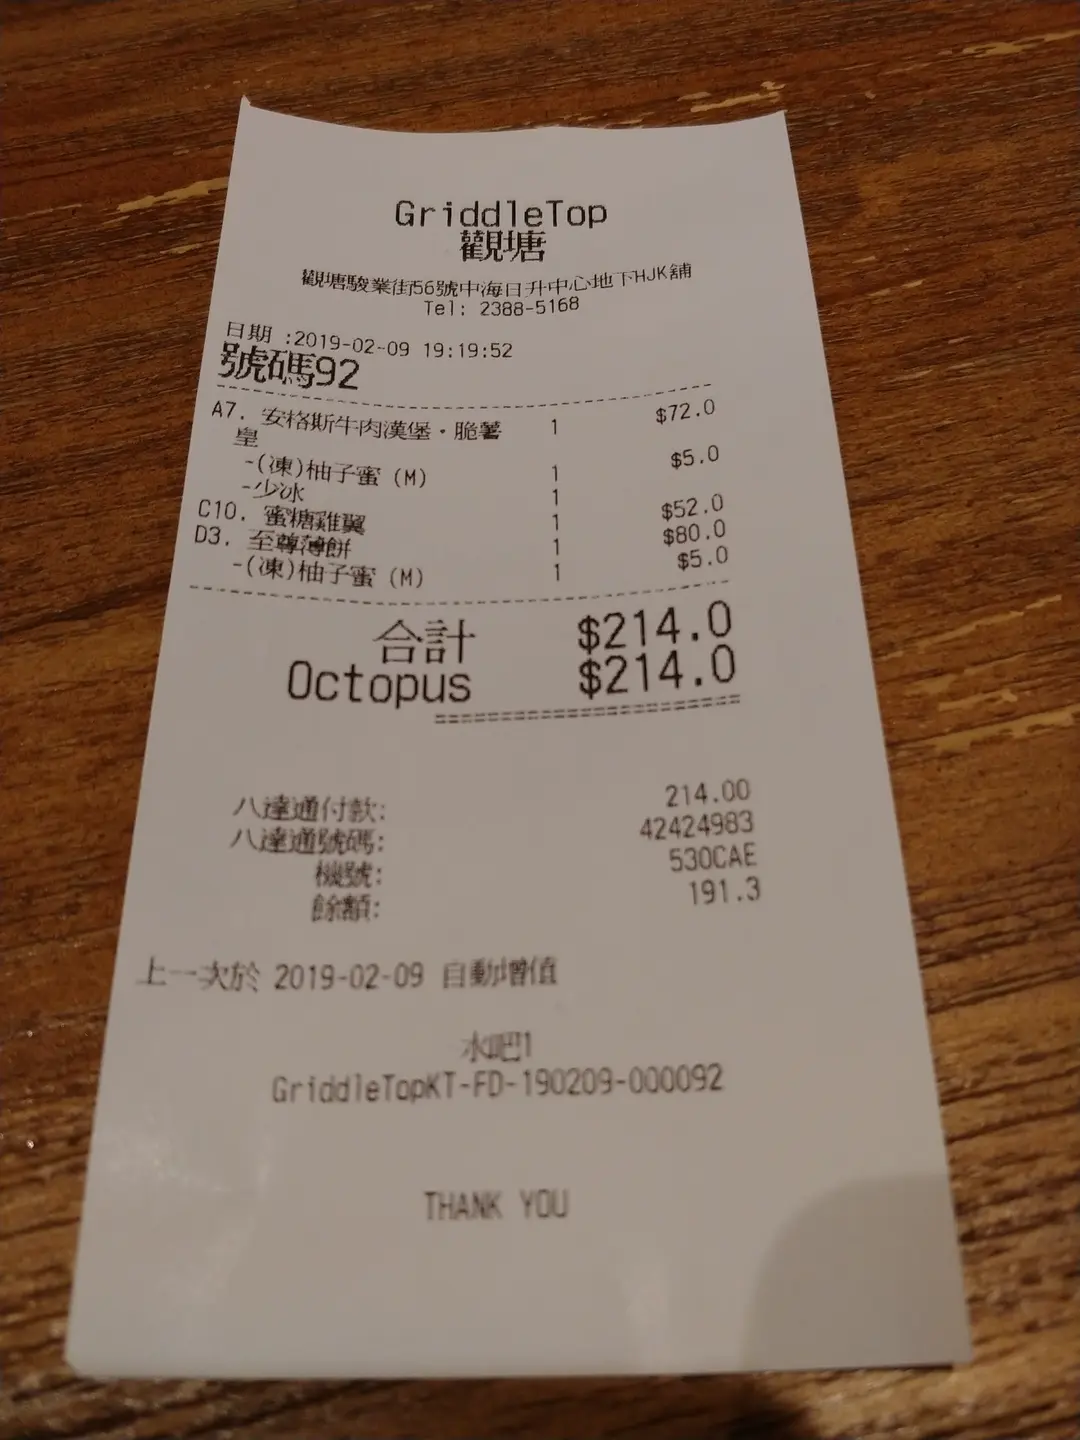 GriddleTop
觀塘
觀塘駿業街56號中海日升中心地下HJK舖
Tel: 2388-5168
日期 :2019-02-09 19:19:52
號碼92
A7. 安格斯牛肉漢堡·脆薯皇 1 $72.0
-(凍)柚子蜜 (M) 1 $5.0
-少冰 1
C10. 蜜糖雞翼 1 $52.0
D3. 至尊薄餅 1 $80.0
-(凍)柚子蜜 (M) 1 $5.0
合計 $214.0
Octopus $214.0
八達通付款: 214.00
八達通號碼: 42424983
機號: 530CAE
餘額: 191.3
上一次於 2019-02-09 自動增值
水吧1
GriddleTopKT-FD-190209-000092
THANK YOU